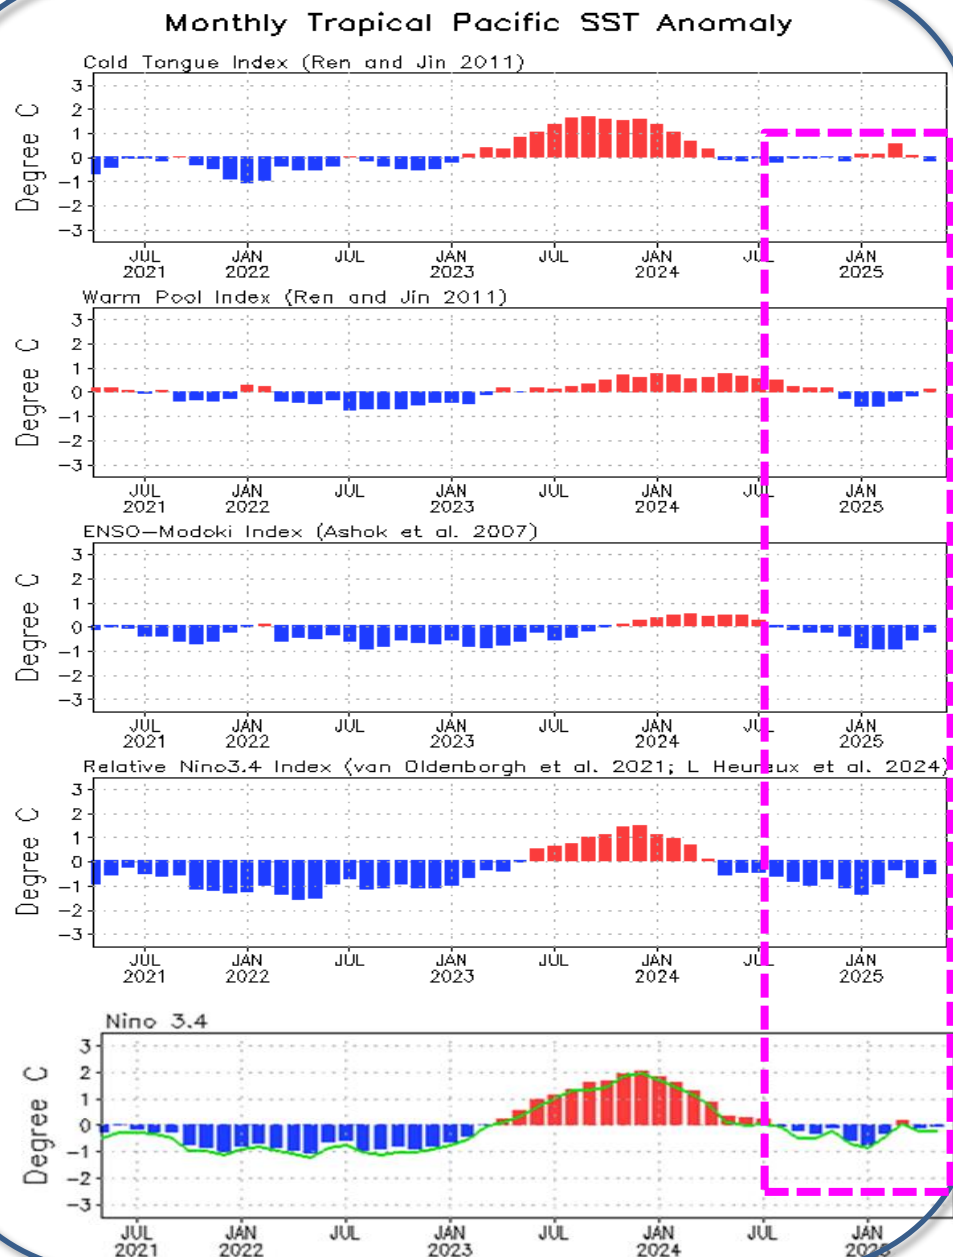 Monthly Tropical Pacific SST Anomaly
Cold Tongue Index (Ren and Jin 2011)
Degree C
3
2
1
0
−1
−2
−3
JUL JAN JUL JAN JUL JAN JUL JAN
2021 2022 2023 2024 2025
Warm Pool Index (Ren and Jin 2011)
Degree C
3
2
1
0
−1
−2
−3
JUL JAN JUL JAN JUL JAN JUL JAN
2021 2022 2023 2024 2025
ENSO−Modoki Index (Ashok et al. 2007)
Degree C
3
2
1
0
−1
−2
−3
JUL JAN JUL JAN JUL JAN JUL JAN
2021 2022 2023 2024 2025
Relative Nino3.4 Index (van Oldenborgh et al. 2021; L Heureux et al. 2024)
Degree C
3
2
1
0
−1
−2
−3
JUL JAN JUL JAN JUL JAN JUL JAN
2021 2022 2023 2024 2025
Nino 3.4
Degree C
3
2
1
0
−1
−2
−3
JUL JAN JUL JAN JUL JAN JUL JAN
2021 2022 2023 2024